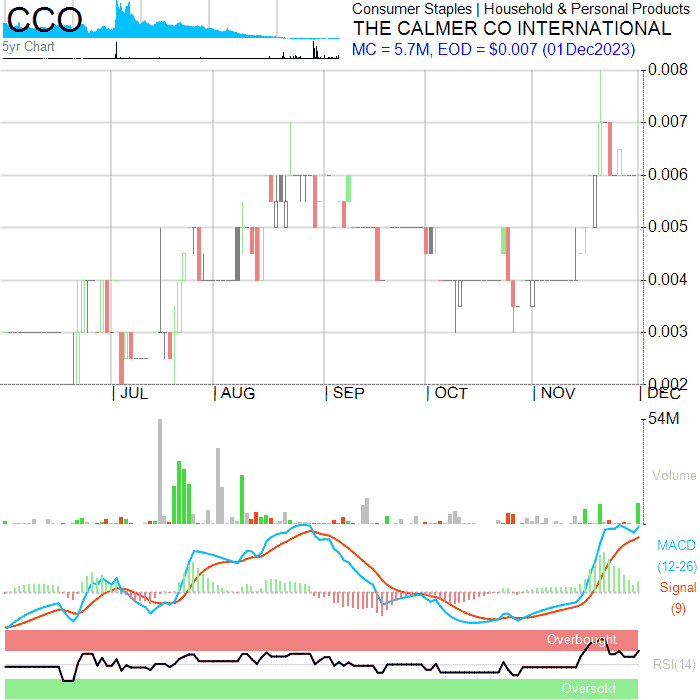 CCO
5yr Chart
Consumer Staples | Household & Personal Products
THE CALMER CO INTERNATIONAL
MC = 5.7M, EOD = $0.007 (01Dec2023)
0.008
0.007
0.006
0.005
0.004
0.003
0.002
JUL AUG SEP OCT NOV DEC
54M
Volume
MACD
(12-26)
Signal
(9)
Overbought
RSI(14)
Oversold